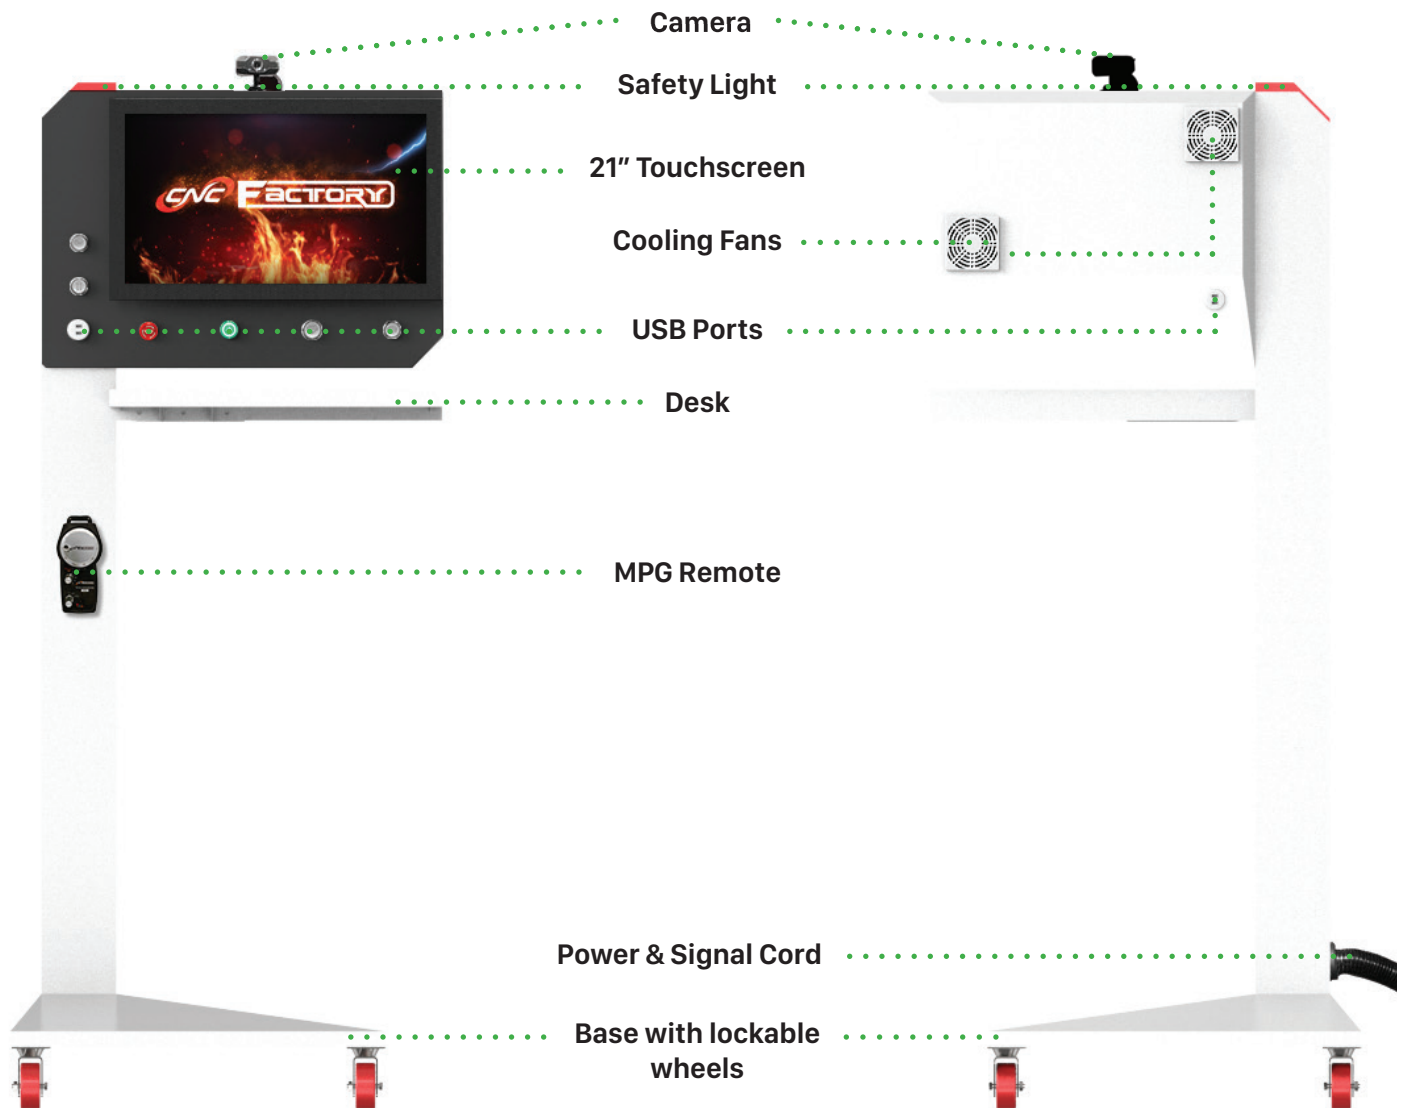 Camera
Safety Light
21” Touchscreen
CNC Factory
Cooling Fans
USB Ports
Desk
MPG Remote
Power & Signal Cord
Base with lockable
wheels